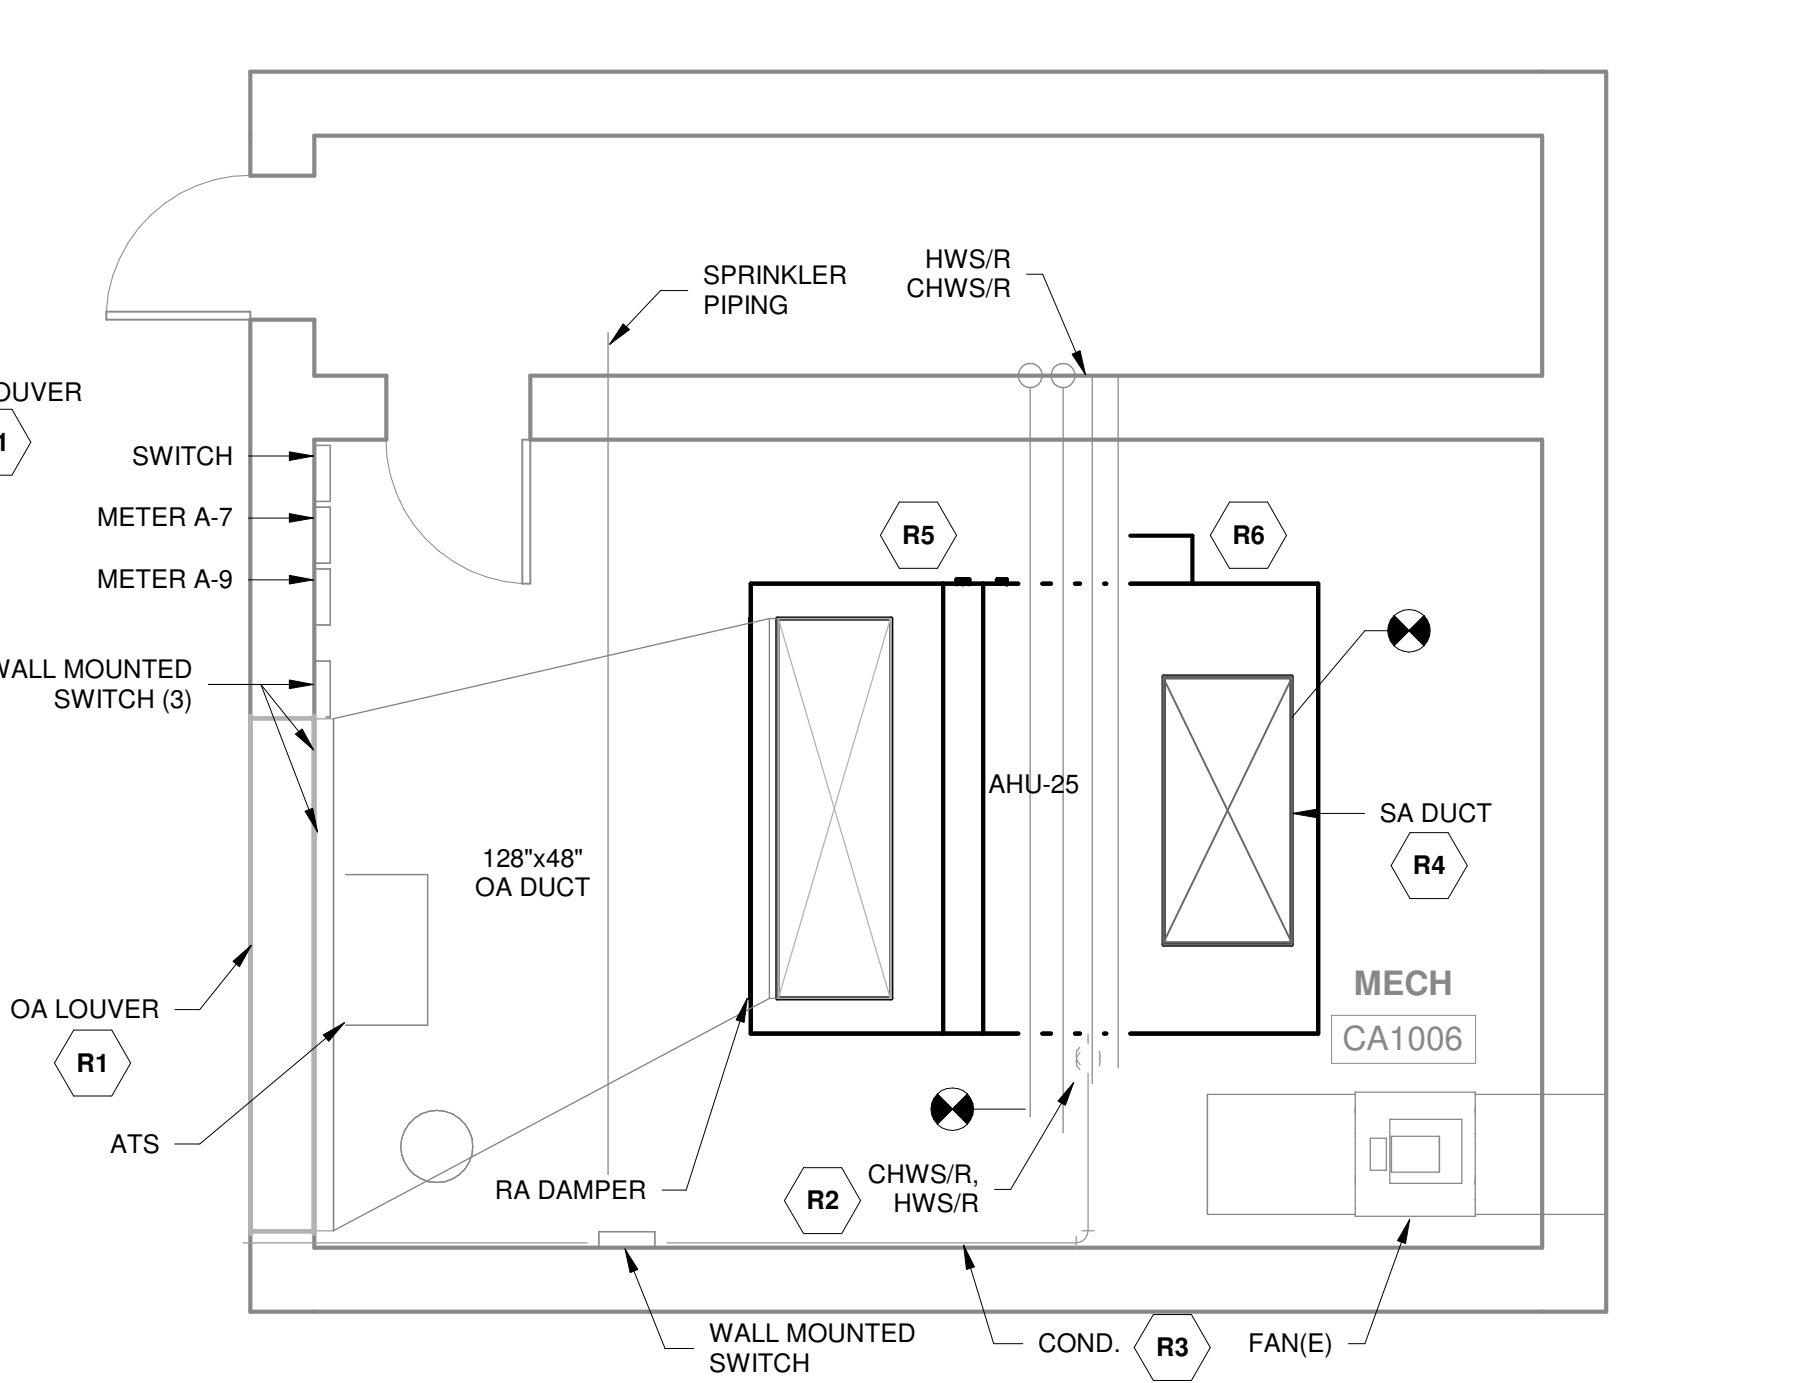 HWS/R
CHWS/R
SPRINKLER
PIPING
OUVER
1
SWITCH
METER A-7
METER A-9
R5
R6
WALL MOUNTED
SWITCH (3)
AHU-25
SA DUCT
R4
128"x48"
OA DUCT
MECH
CA1006
OA LOUVER
R1
ATS
RA DAMPER
R2
CHWS/R,
HWS/R
WALL MOUNTED
SWITCH
COND.
R3
FAN(E)